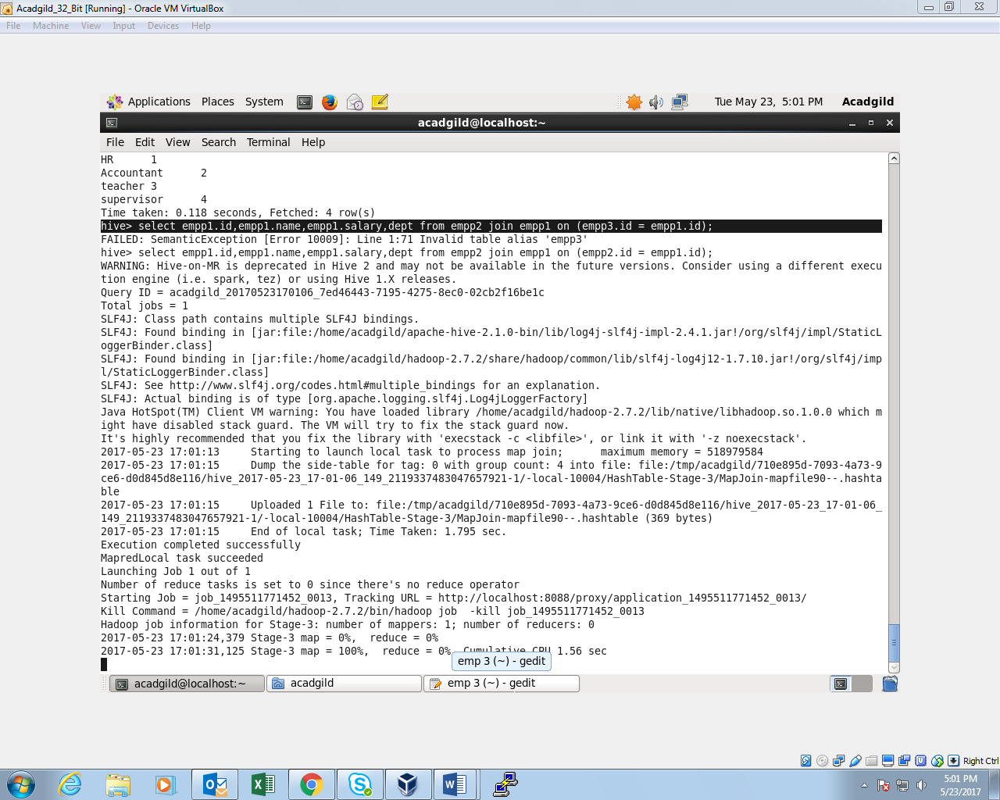 Acadgild_32_Bit [Running] - Oracle VM VirtualBox
File Machine View Input Devices Help
Applications Places System Tue May 23, 5:01 PM Acadgild
acadgild@localhost:~
File Edit View Search Terminal Help
HR 1
Accountant 2
teacher 3
supervisor 4
Time taken: 0.118 seconds, Fetched: 4 row(s)
hive> select empp1.id,empp1.name,empp1.salary,dept from empp2 join empp1 on (empp3.id = empp1.id);
FAILED: SemanticException [Error 10009]: Line 1:71 Invalid table alias 'empp3'
hive> select empp1.id,empp1.name,empp1.salary,dept from empp2 join empp1 on (empp2.id = empp1.id);
WARNING: Hive-on-MR is deprecated in Hive 2 and may not be available in the future versions. Consider using a different execu
tion engine (i.e. spark, tez) or using Hive 1.X releases.
Query ID = acadgild_20170523170106_7ed46443-7195-4275-8ec0-02cb2f16be1c
Total jobs = 1
SLF4J: Class path contains multiple SLF4J bindings.
SLF4J: Found binding in [jar:file:/home/acadgild/apache-hive-2.1.0-bin/lib/log4j-slf4j-impl-2.4.1.jar!/org/slf4j/impl/StaticL
oggerBinder.class]
SLF4J: Found binding in [jar:file:/home/acadgild/hadoop-2.7.2/share/hadoop/common/lib/slf4j-log4j12-1.7.10.jar!/org/slf4j/imp
l/StaticLoggerBinder.class]
SLF4J: See http://www.slf4j.org/codes.html#multiple_bindings for an explanation.
SLF4J: Actual binding is of type [org.apache.logging.slf4j.Log4jLoggerFactory]
Java HotSpot(TM) Client VM warning: You have loaded library /home/acadgild/hadoop-2.7.2/lib/native/libhadoop.so.1.0.0 which m
ight have disabled stack guard. The VM will try to fix the stack guard now.
It's highly recommended that you fix the library with 'execstack -c <libfile>', or link it with '-z noexecstack'.
2017-05-23 17:01:13 Starting to launch local task to process map join; maximum memory = 518979584
2017-05-23 17:01:15 Dump the side-table for tag: 0 with group count: 4 into file: file:/tmp/acadgild/710e895d-7093-4a73-9
ce6-d0d845d8e116/hive_2017-05-23_17-01-06_149_2119337483047657921-1/-local-10004/HashTable-Stage-3/MapJoin-mapfile90--.hashta
ble
2017-05-23 17:01:15 Uploaded 1 File to: file:/tmp/acadgild/710e895d-7093-4a73-9ce6-d0d845d8e116/hive_2017-05-23_17-01-06_
149_2119337483047657921-1/-local-10004/HashTable-Stage-3/MapJoin-mapfile90--.hashtable (369 bytes)
2017-05-23 17:01:15 End of local task; Time Taken: 1.795 sec.
Execution completed successfully
MapredLocal task succeeded
Launching Job 1 out of 1
Number of reduce tasks is set to 0 since there's no reduce operator
Starting Job = job_1495511771452_0013, Tracking URL = http://localhost:8088/proxy/application_1495511771452_0013/
Kill Command = /home/acadgild/hadoop-2.7.2/bin/hadoop job  -kill job_1495511771452_0013
Hadoop job information for Stage-3: number of mappers: 1; number of reducers: 0
2017-05-23 17:01:24,379 Stage-3 map = 0%,  reduce = 0%
2017-05-23 17:01:31,125 Stage-3 map = 100%,  reduce = 0%, Cumulative CPU 1.56 sec
emp 3 (~) - gedit
acadgild@localhost:~ acadgild emp 3 (~) - gedit
Right Ctrl
5:01 PM
5/23/2017